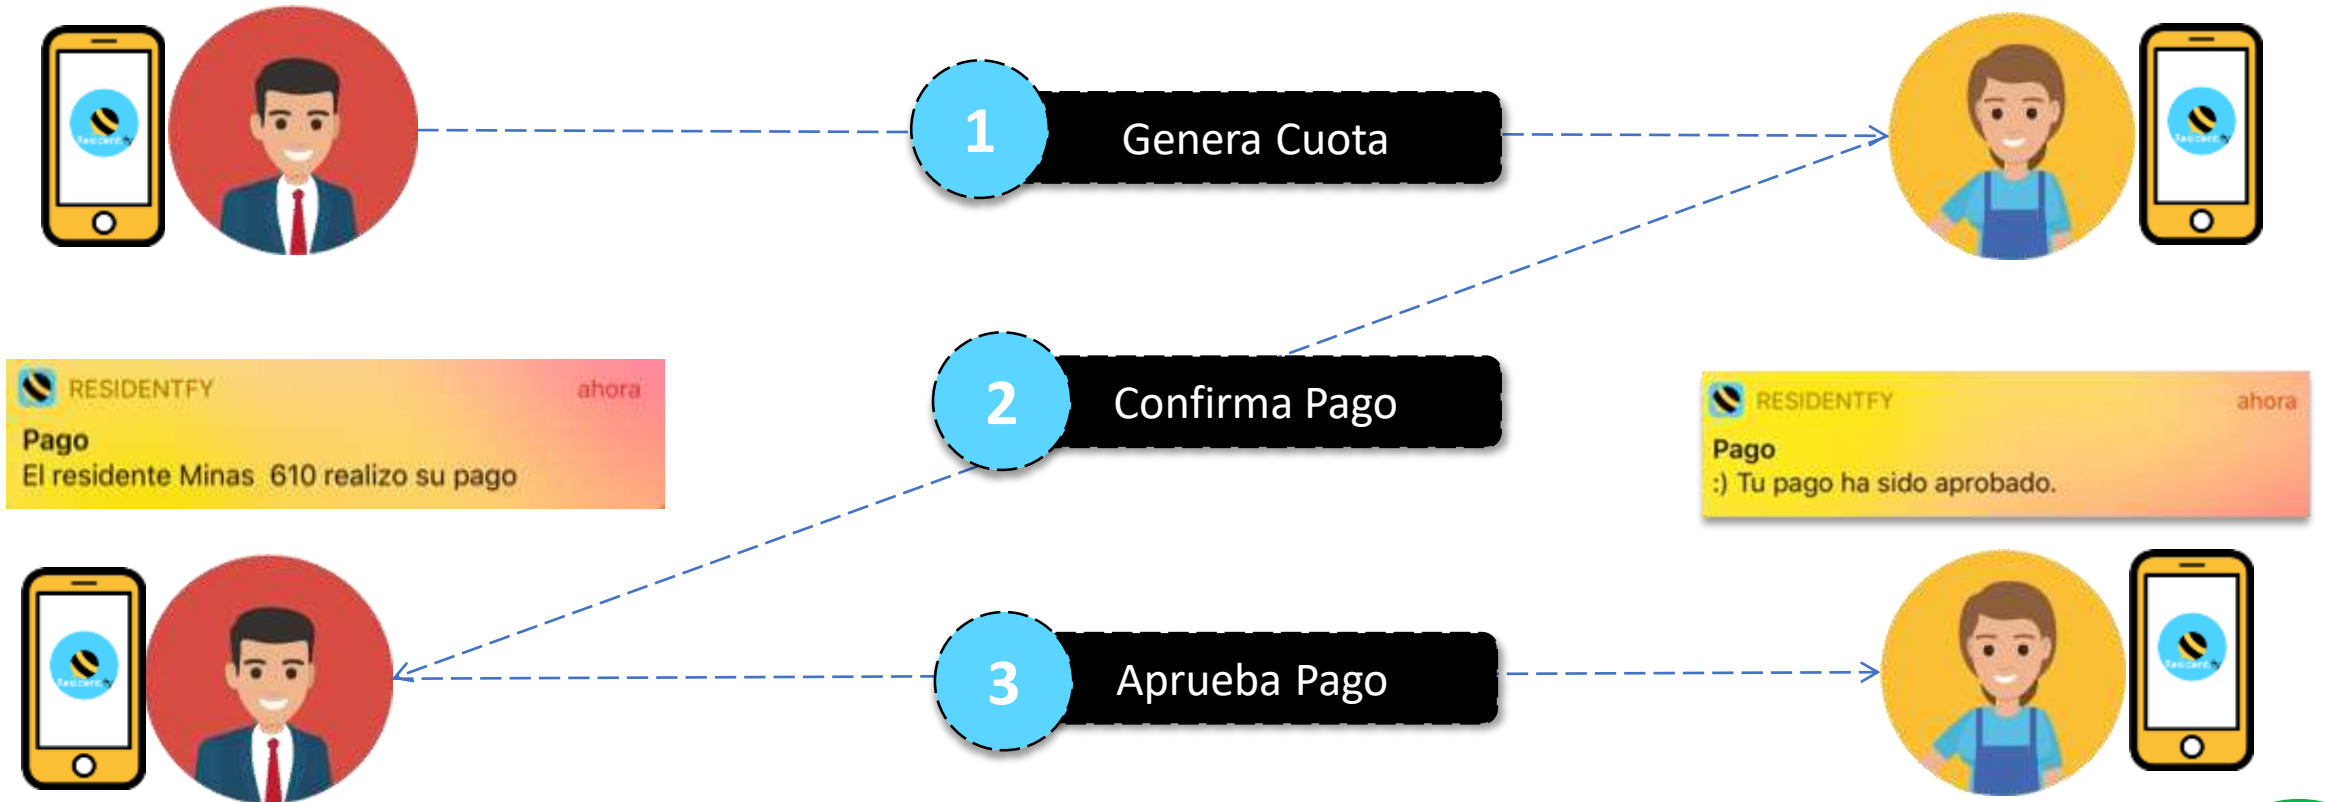 1
Genera Cuota
2
Confirma Pago
RESIDENTFY ahora
Pago
El residente Minas 610 realizo su pago
RESIDENTFY ahora
Pago
:) Tu pago ha sido aprobado.
3
Aprueba Pago